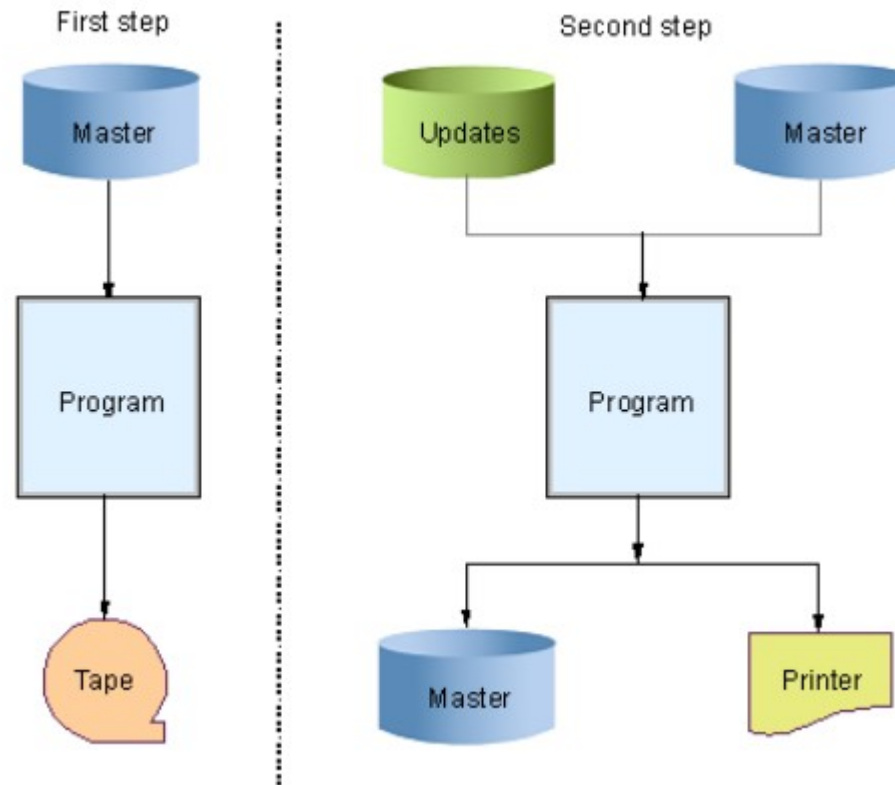 First step
Second step
Master
Updates
Master
Program
Program
Tape
Master
Printer